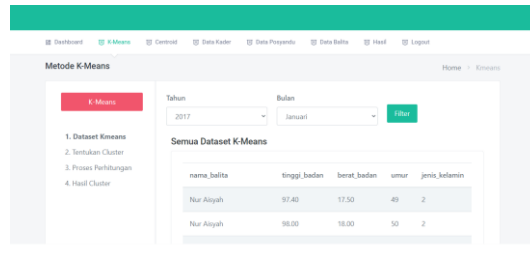 Dashboard K-Means Centroid Data Kader Data Posyandu Data Balita Hasil Logout
Metode K-Means Home > Kmeans
K-Means
1. Dataset Kmeans
2. Tentukan Cluster
3. Proses Perhitungan
4. Hasil Cluster
Tahun Bulan
2017 Januari Filter
Semua Dataset K-Means
nama_balita tinggi_badan berat_badan umur jenis_kelamin
Nur Aisyah 97.40 17.50 49 2
Nur Aisyah 98.00 18.00 50 2